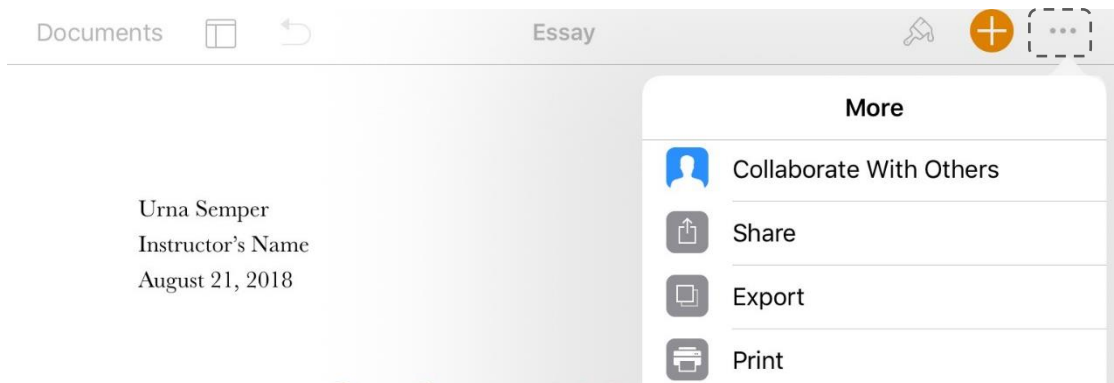 Documents
Essay
More
Collaborate With Others
Share
Export
Print
Urna Semper
Instructor’s Name
August 21, 2018